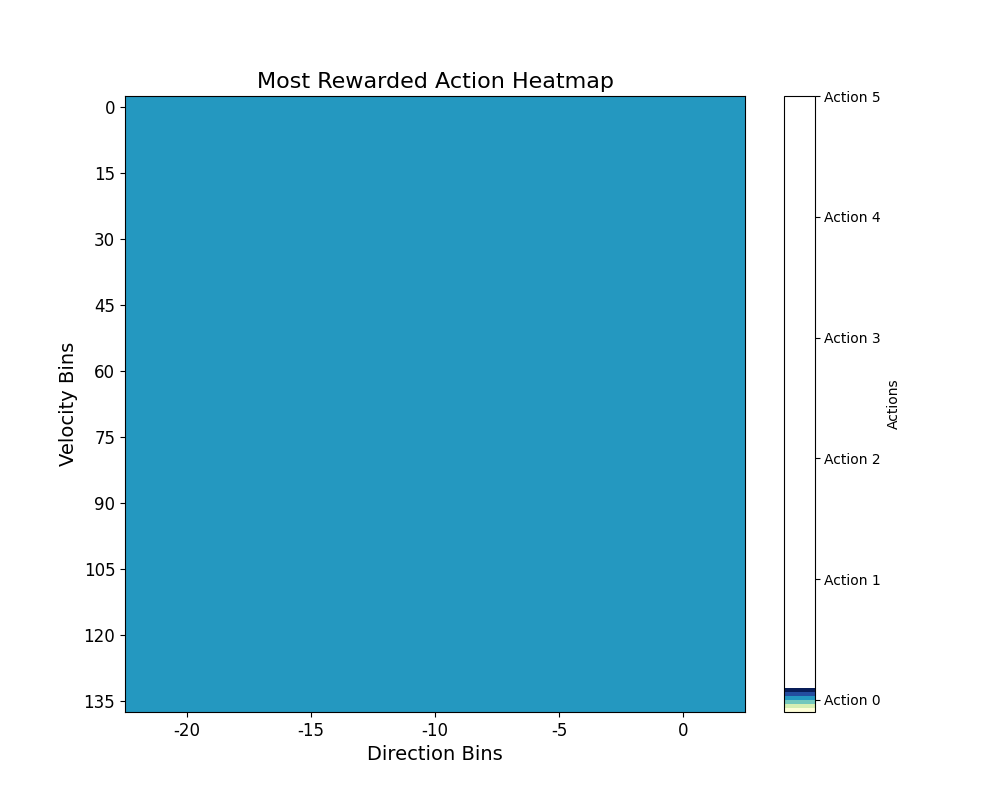 Most Rewarded Action Heatmap
0
15
30
45
60
75
90
105
120
135
Velocity Bins
-20 -15 -10 -5 0
Direction Bins
Action 5
Action 4
Action 3
Action 2
Action 1
Action 0
Actions